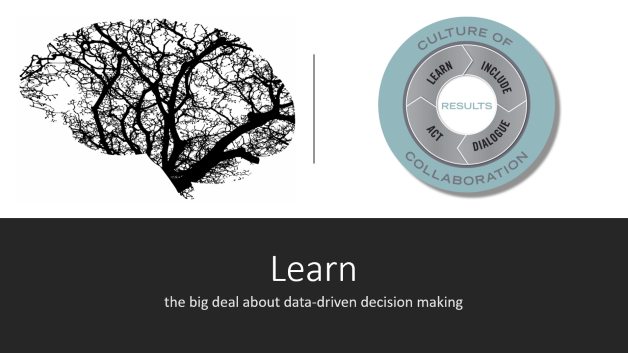 CULTURE OF
LEARN
INCLUDE
RESULTS
ACT
DIALOGUE
COLLABORATION
Learn
the big deal about data-driven decision making